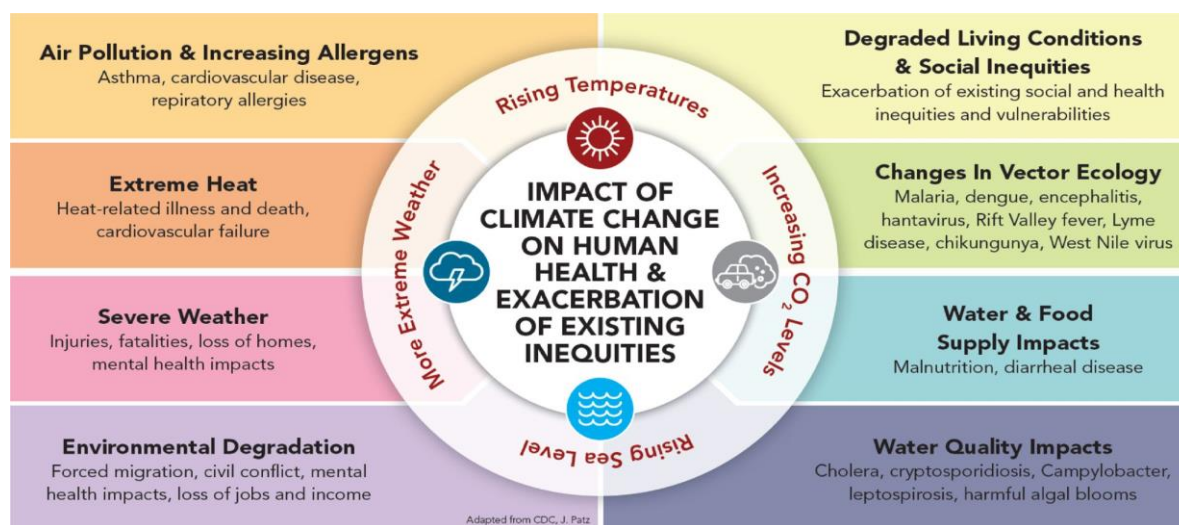 Air Pollution & Increasing Allergens
Asthma, cardiovascular disease,
repiratory allergies
Extreme Heat
Heat-related illness and death,
cardiovascular failure
Severe Weather
Injuries, fatalities, loss of homes,
mental health impacts
Environmental Degradation
Forced migration, civil conflict, mental
health impacts, loss of jobs and income
Adapted from CDC, J. Patz
Rising Temperatures
More Extreme Weather
IMPACT OF
CLIMATE CHANGE
ON HUMAN
HEALTH &
EXACERBATION
OF EXISTING
INEQUITIES
Increasing CO₂ Levels
Rising Sea Level
Degraded Living Conditions
& Social Inequities
Exacerbation of existing social and health
inequities and vulnerabilities
Changes In Vector Ecology
Malaria, dengue, encephalitis,
hantavirus, Rift Valley fever, Lyme
disease, chikungunya, West Nile virus
Water & Food
Supply Impacts
Malnutrition, diarrheal disease
Water Quality Impacts
Cholera, cryptosporidiosis, Campylobacter,
leptospirosis, harmful algal blooms